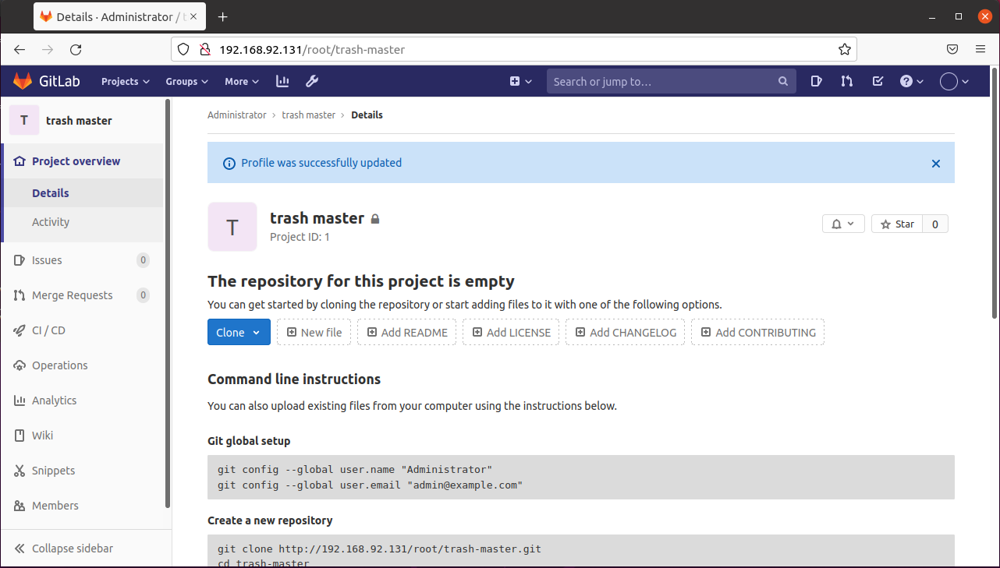 Details · Administrator / t
192.168.92.131/root/trash-master
GitLab Projects Groups More Search or jump to…
T trash master
Project overview
Details
Activity
Issues 0
Merge Requests 0
CI / CD
Operations
Analytics
Wiki
Snippets
Members
Collapse sidebar
Administrator › trash master › Details
Profile was successfully updated
T
trash master
Project ID: 1
Star 0
The repository for this project is empty
You can get started by cloning the repository or start adding files to it with one of the following options.
Clone New file Add README Add LICENSE Add CHANGELOG Add CONTRIBUTING
Command line instructions
You can also upload existing files from your computer using the instructions below.
Git global setup
git config --global user.name "Administrator"
git config --global user.email "admin@example.com"
Create a new repository
git clone http://192.168.92.131/root/trash-master.git
cd trash-master